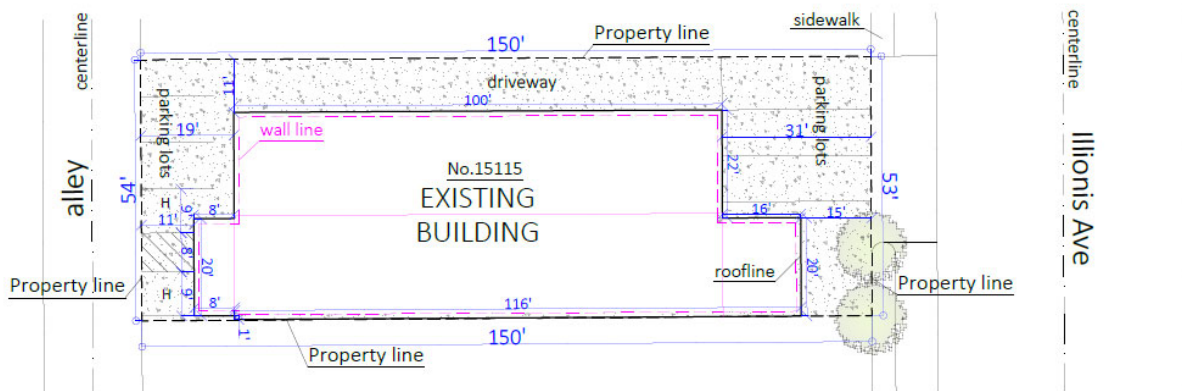 centerline
sidewalk
centerline
150'
Property line
driveway
11'
100'
parking lots
parking lots
19'
wall line
31'
alley
54'
No.15115
EXISTING
BUILDING
22'
53'
Illionis Ave
H
9'
8'
11'
16'
15'
8'
20'
roofline
20'
Property line
Property line
H
9'
8'
116'
1'
150'
Property line